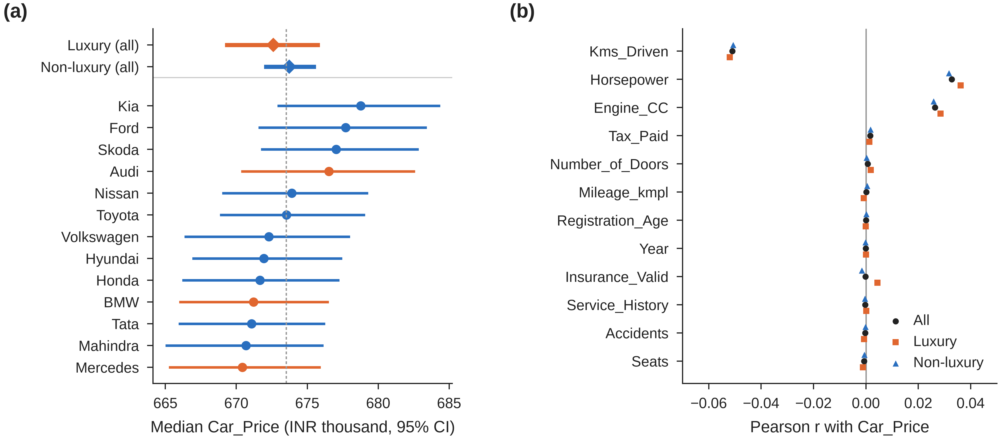 (a)
Luxury (all)
Non-luxury (all)
Kia
Ford
Skoda
Audi
Nissan
Toyota
Volkswagen
Hyundai
Honda
BMW
Tata
Mahindra
Mercedes
665 670 675 680 685
Median Car_Price (INR thousand, 95% CI)
(b)
Kms_Driven
Horsepower
Engine_CC
Tax_Paid
Number_of_Doors
Mileage_kmpl
Registration_Age
Year
Insurance_Valid
Service_History
Accidents
Seats
All
Luxury
Non-luxury
−0.06 −0.04 −0.02 0.00 0.02 0.04
Pearson r with Car_Price